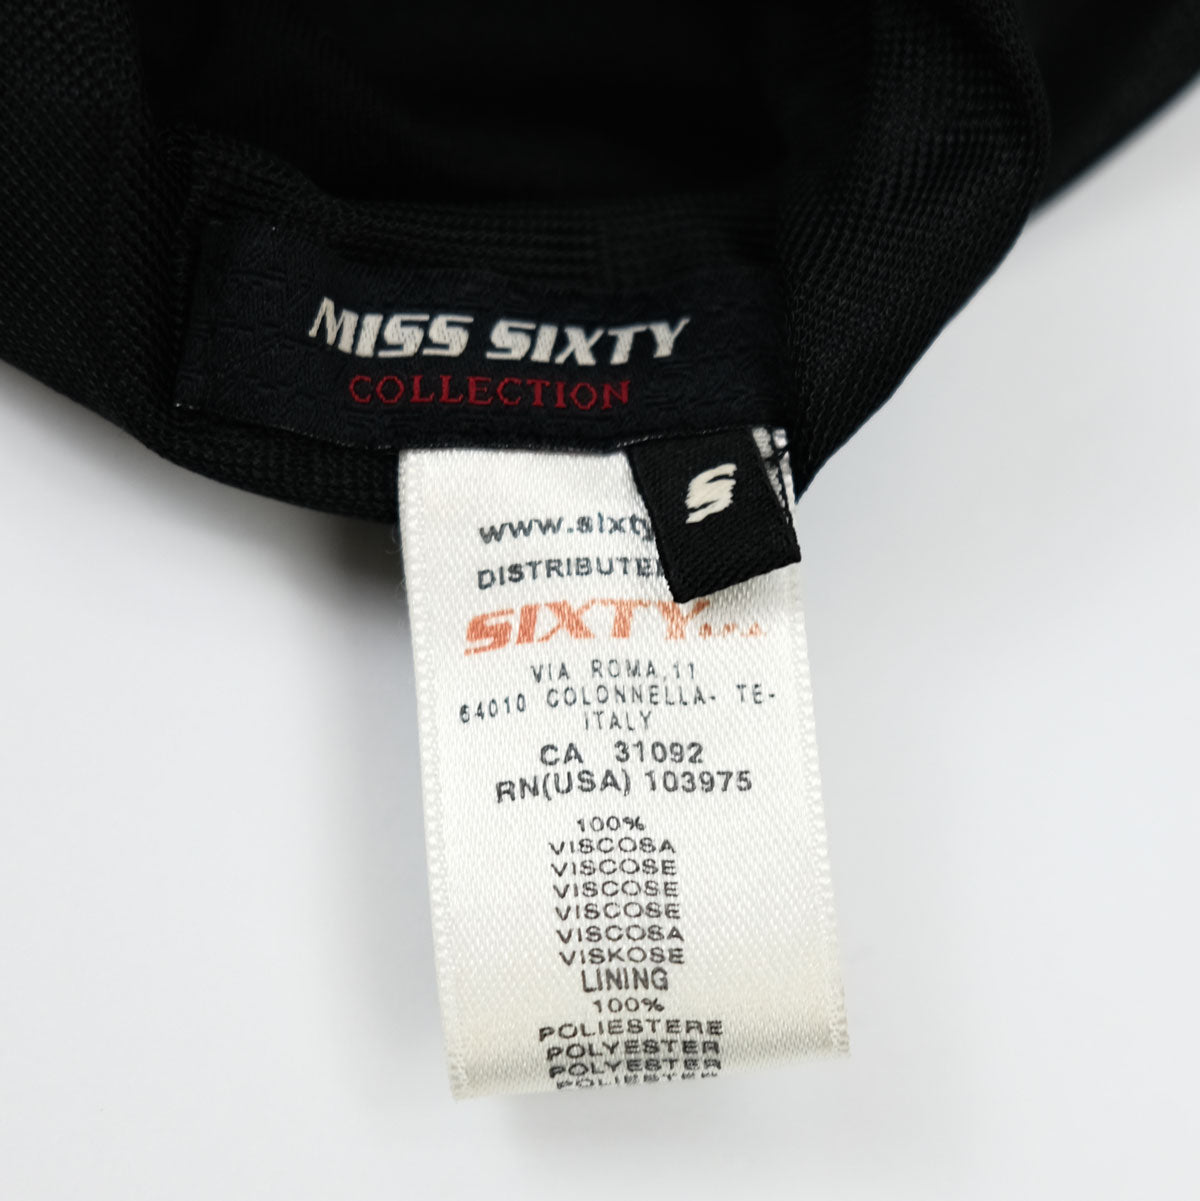 MISS SIXTY
COLLECTION
S
www.sixty
DISTRIBUTE
SIXTY S.P.A.
VIA ROMA, 11
64010 COLONNELLA- TE-
ITALY
CA 31092
RN(USA) 103975
100%
VISCOSA
VISCOSE
VISCOSE
VISCOSE
VISCOSA
VISKOSE
LINING
100%
POLIESTERE
POLYESTER
POLYESTER
POLIESTER